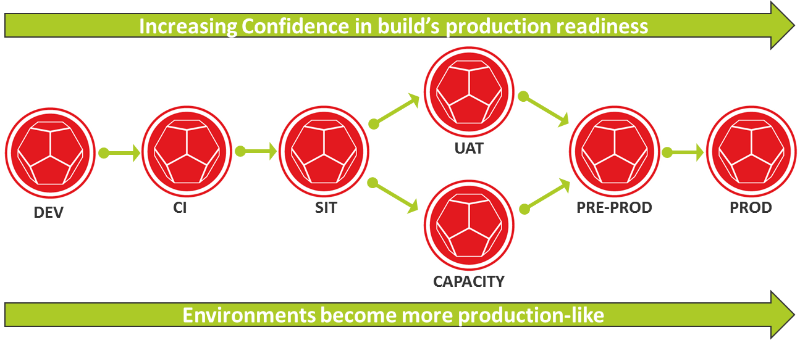 Increasing Confidence in build's production readiness
UAT
DEV
CI
SIT
PRE-PROD
PROD
CAPACITY
Environments become more production-like